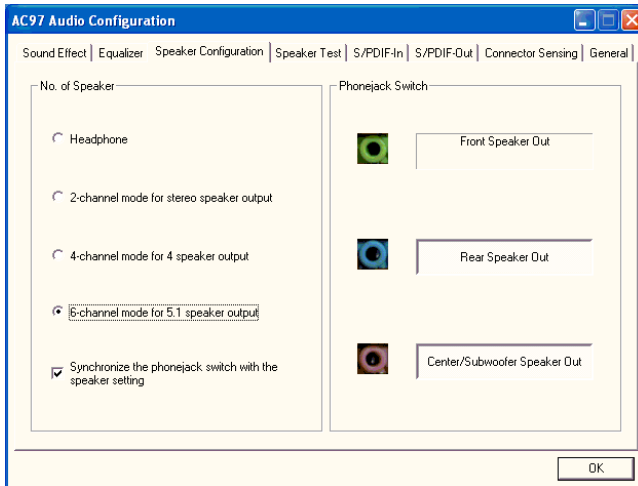 AC97 Audio Configuration
Sound Effect
Equalizer
Speaker Configuration
Speaker Test
S/PDIF-In
S/PDIF-Out
Connector Sensing
General
No. of Speaker
Headphone
2-channel mode for stereo speaker output
4-channel mode for 4 speaker output
6-channel mode for 5.1 speaker output
Synchronize the phonejack switch with the
speaker setting
Phonejack Switch
Front Speaker Out
Rear Speaker Out
Center/Subwoofer Speaker Out
OK